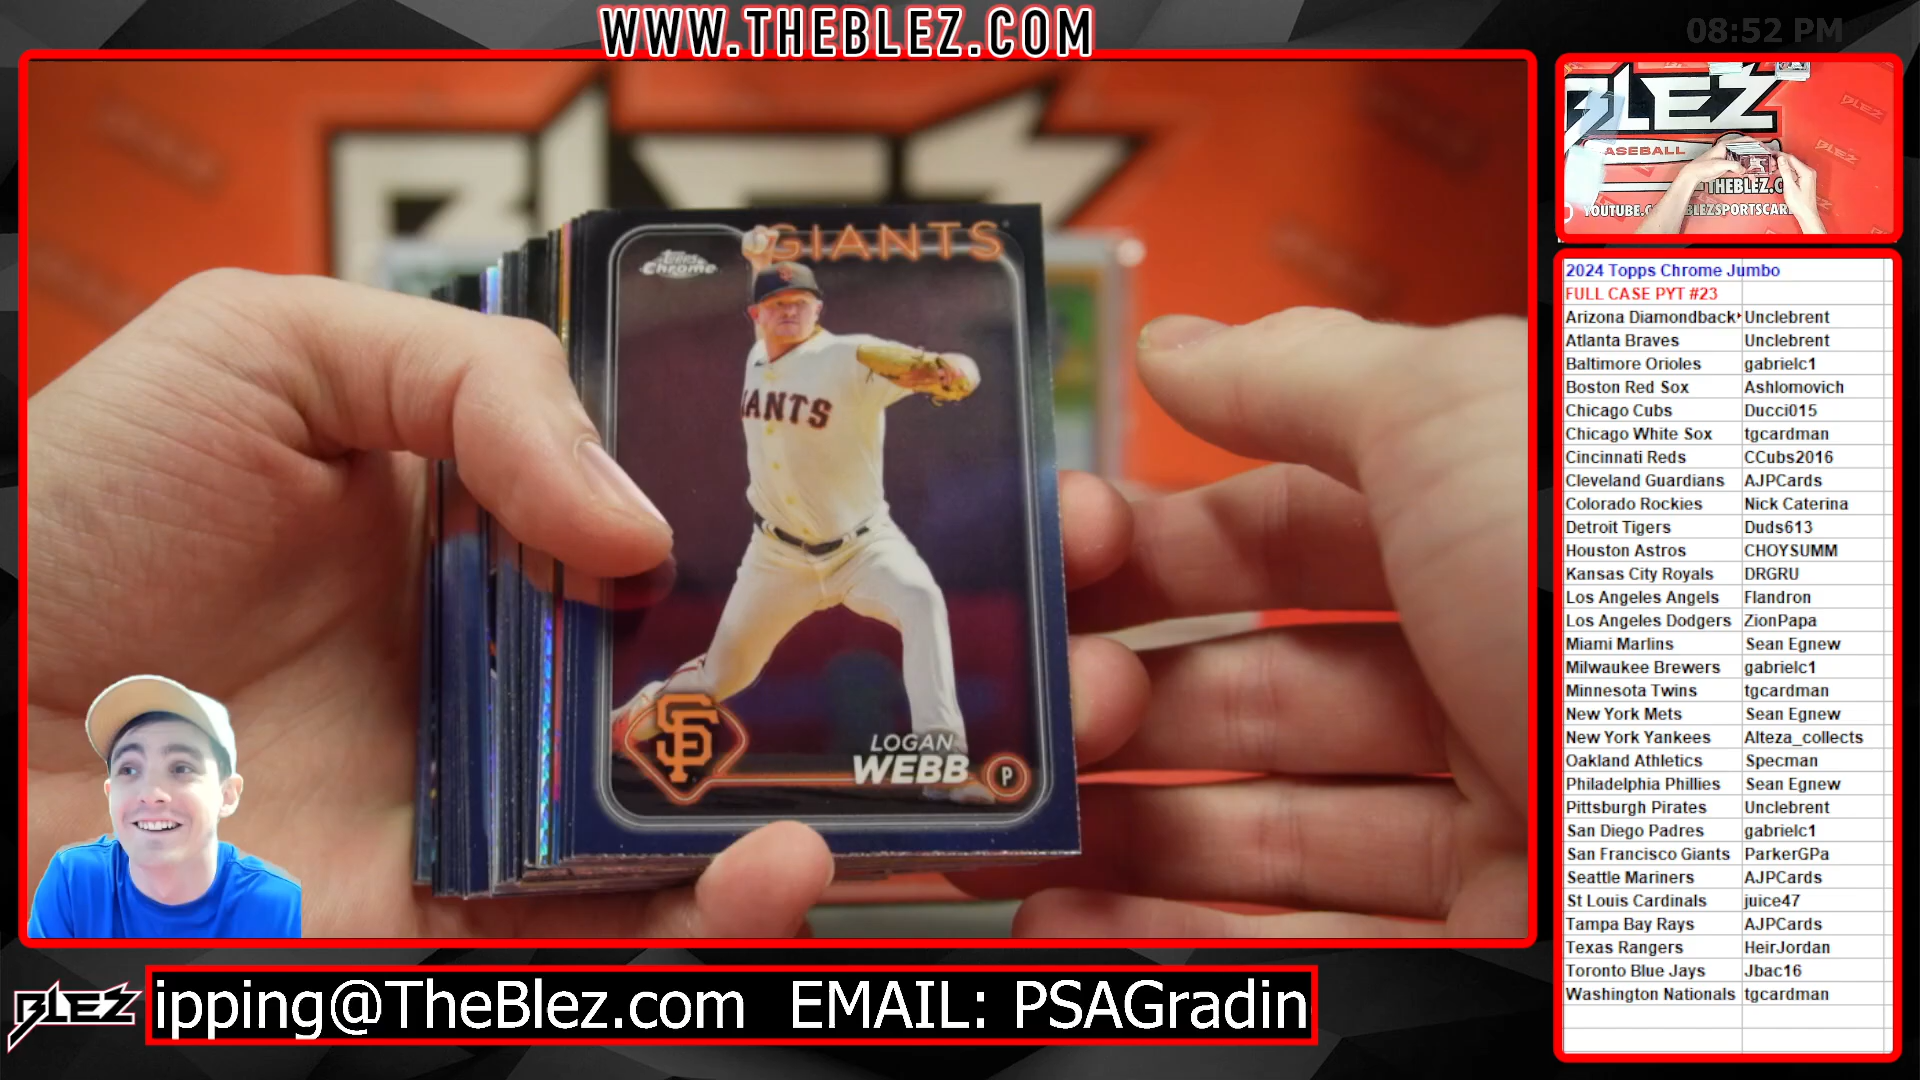 WWW.THEBLEZ.COM
08:52 PM
BLEZ
GIANTS
Topps
Chrome
GIANTS
SF
LOGAN
WEBB
P
BLEZ
BLEZ
BLEZ
ASEBALL
THEBLEZ.C
YOUTUBE.C
BLEZSPORTSCAR
2024 Topps Chrome Jumbo
FULL CASE PYT #23
Arizona Diamondback Unclebrent
Atlanta Braves Unclebrent
Baltimore Orioles gabrielc1
Boston Red Sox Ashlomovich
Chicago Cubs Ducci015
Chicago White Sox tgcardman
Cincinnati Reds CCubs2016
Cleveland Guardians AJPCards
Colorado Rockies Nick Caterina
Detroit Tigers Duds613
Houston Astros CHOYSUMM
Kansas City Royals DRGRU
Los Angeles Angels Flandron
Los Angeles Dodgers ZionPapa
Miami Marlins Sean Egnew
Milwaukee Brewers gabrielc1
Minnesota Twins tgcardman
New York Mets Sean Egnew
New York Yankees Alteza_collects
Oakland Athletics Specman
Philadelphia Phillies Sean Egnew
Pittsburgh Pirates Unclebrent
San Diego Padres gabrielc1
San Francisco Giants ParkerGPa
Seattle Mariners AJPCards
St Louis Cardinals juice47
Tampa Bay Rays AJPCards
Texas Rangers HeirJordan
Toronto Blue Jays Jbac16
Washington Nationals tgcardman
BLEZ
ipping@TheBlez.com EMAIL: PSAGradin